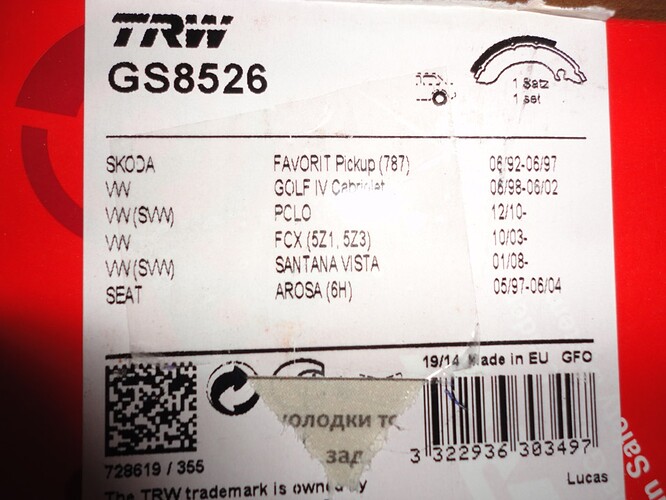 TRW
GS8526
1 Satz
1 set
SKODA FAVORIT Pickup (787) 06/92-06/97
VW GOLF IV Cabriolet 06/98-06/02
VW (SVW) POLO 12/10-
VW FOX (5Z1, 5Z3) 10/03-
VW (SVW) SANTANA VISTA 01/08-
SEAT AROSA (6H) 05/97-06/04
19/14 Made in EU GFO
колодки то
зад
3 322936 303497
728619 / 355
Lucas
The TRW trademark is owned by